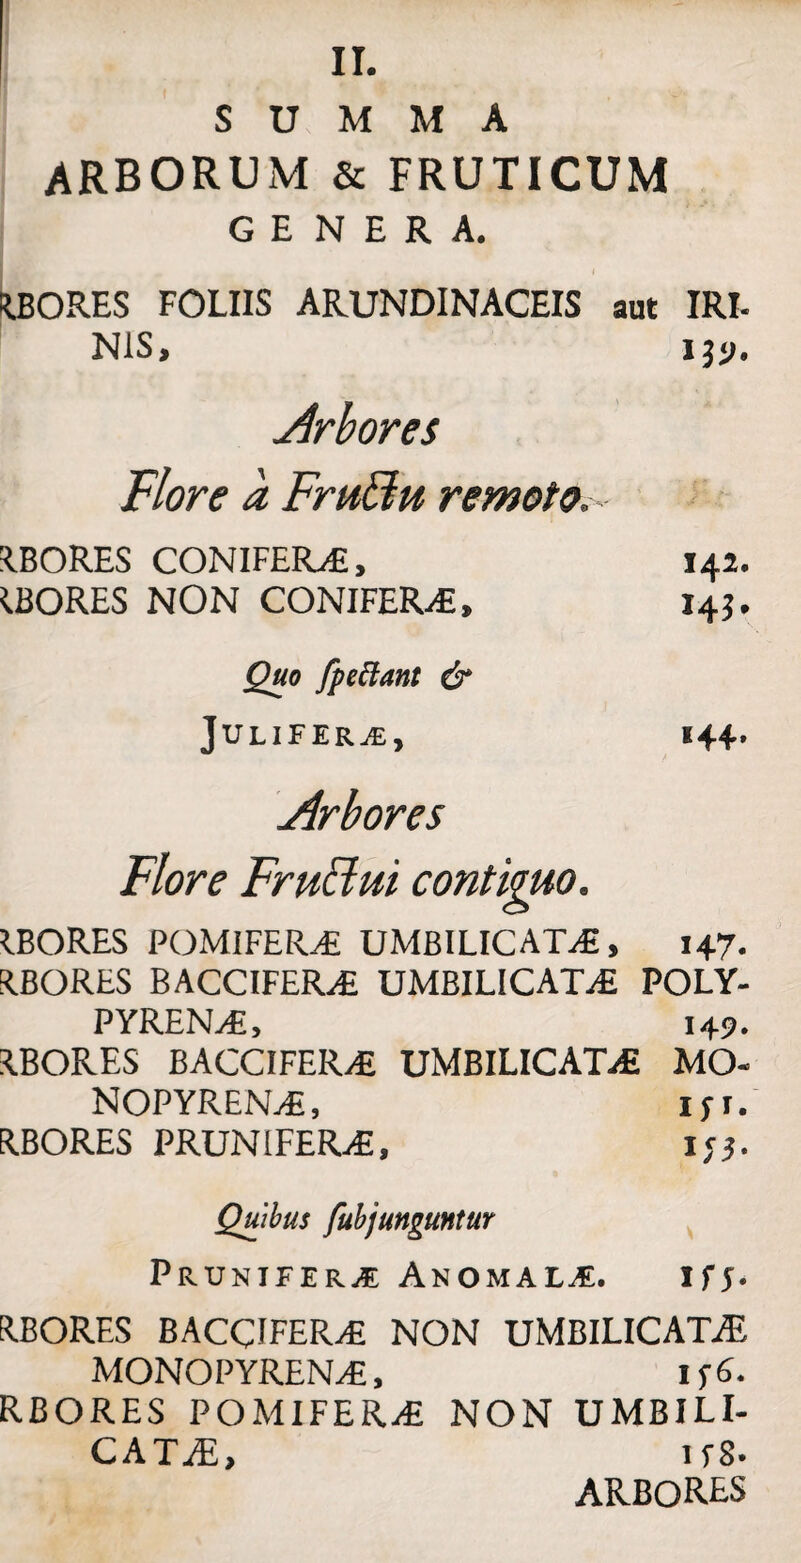 II.
S U M M A
ARBORUM & FRUTICUM
G E N E R A.
RBORES FOLIIS ARUNDINACEIS aut IRI-
NIS, 139.
Arbores
Flore à Fructu remoto.
RBORES CONIFERÆ, 142.
RBORES NON CONIFERÆ, 143.
Quo ſpectant &
JULIFERÆ, 144.
Arbores
Flore Fructui contiguo.
RBORES POMIFERÆ UMBILICATÆ, 147.
RBORES BACCIFERÆ UMBILICATÆ POLY-
PYRENÆ, 149.
RBORES BACCIFERÆ UMBILICATÆ MO-
NOPYRENÆ, 151.
RBORES PRUNIFERÆ, 153.
Quibus ſubjunguntur
PRUNIFERÆ ANOMALÆ. 155.
RBORES BACCIFERÆ NON UMBILICATÆ
MONOPYRENÆ, 156.
RBORES POMIFERÆ NON UMBILI-
CATÆ, 158.
ARBORES